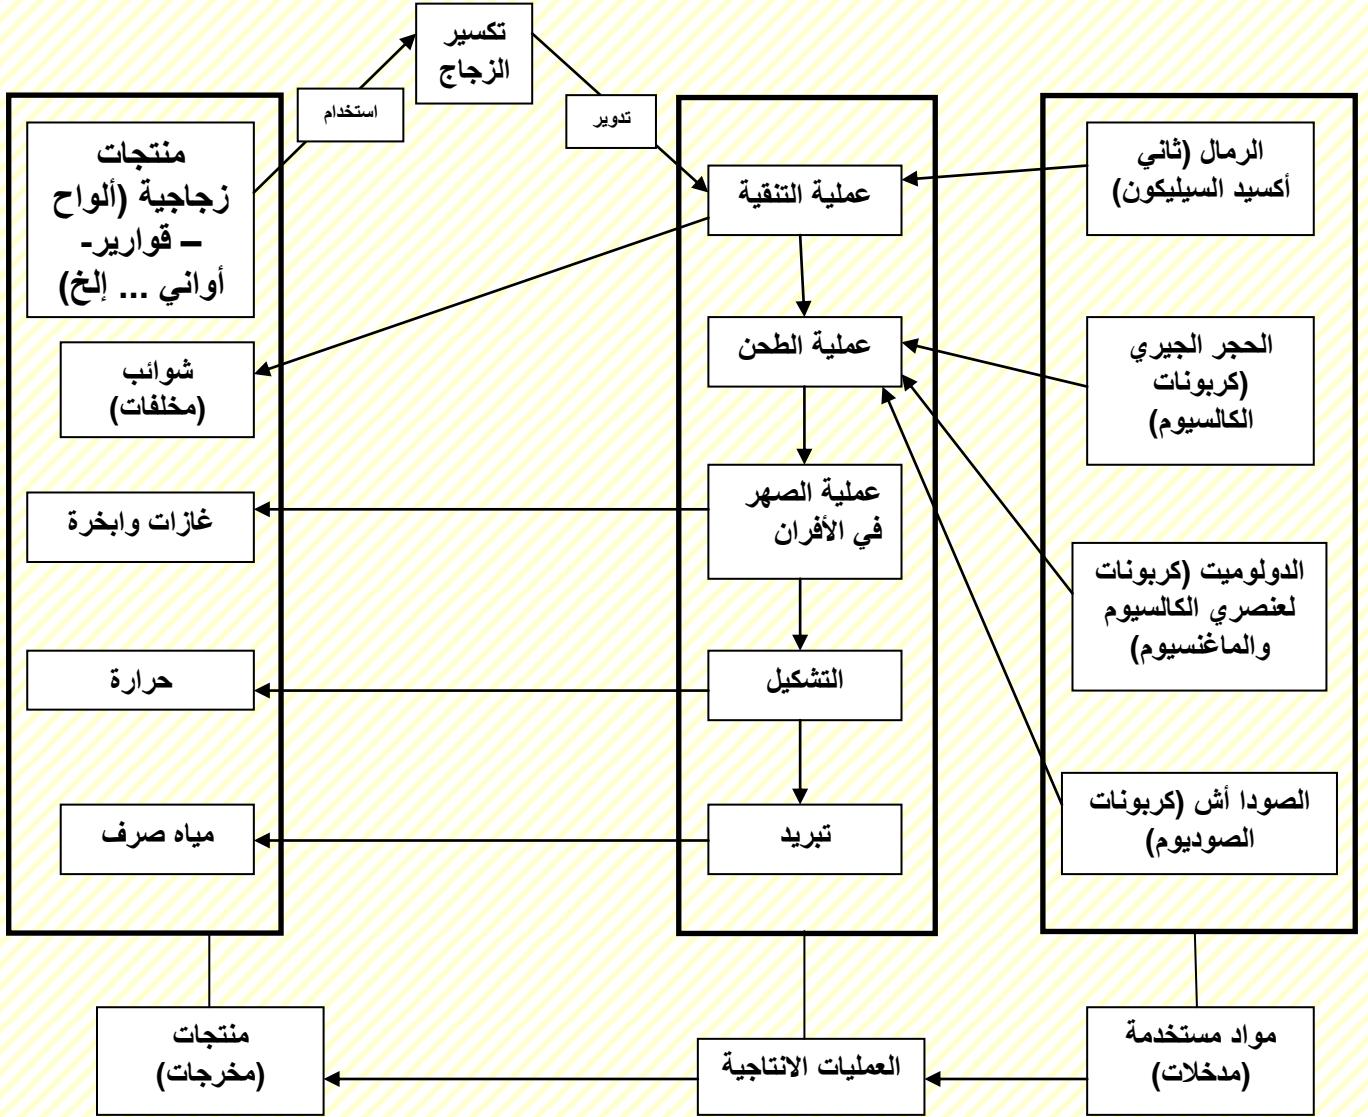 تكسير
الزجاج
استخدام
تدوير
الرمال (ثاني
أكسيد السيليكون)
الحجر الجيري
(كربونات
الكالسيوم)
الدولوميت (كربونات
لعنصري الكالسيوم
والماغنسيوم)
الصودا أش (كربونات
الصوديوم)
مواد مستخدمة
(مدخلات)
عملية التنقية
عملية الطحن
عملية الصهر
في الأفران
التشكيل
تبريد
العمليات الانتاجية
منتجات
زجاجية (ألواح
– قوارير-
أواني ... إلخ)
شوائب
(مخلفات)
غازات وابخرة
حرارة
مياه صرف
منتجات
(مخرجات)